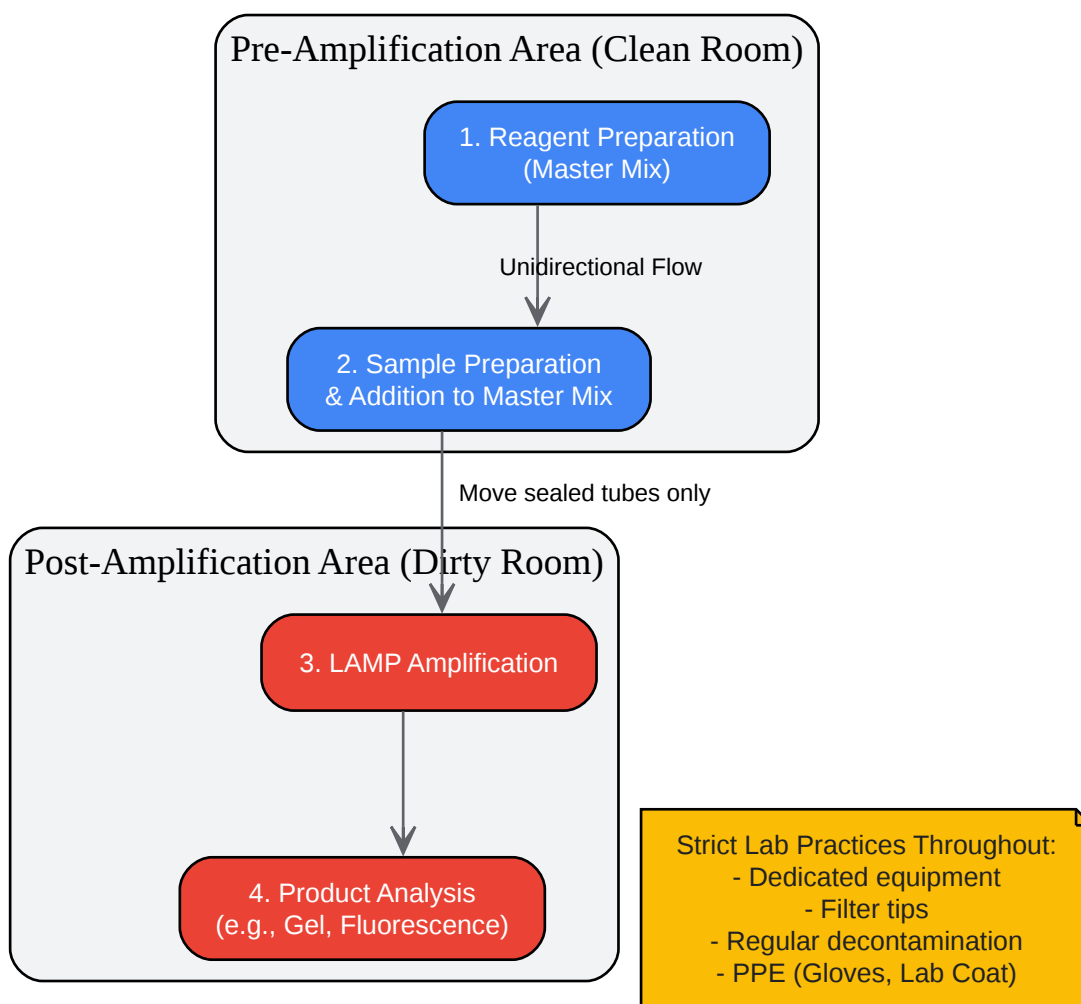 Pre-Amplification Area (Clean Room)
1. Reagent Preparation
(Master Mix)
Unidirectional Flow
2. Sample Preparation
& Addition to Master Mix
Move sealed tubes only
Post-Amplification Area (Dirty Room)
3. LAMP Amplification
4. Product Analysis
(e.g., Gel, Fluorescence)
Strict Lab Practices Throughout:
- Dedicated equipment
- Filter tips
- Regular decontamination
- PPE (Gloves, Lab Coat)